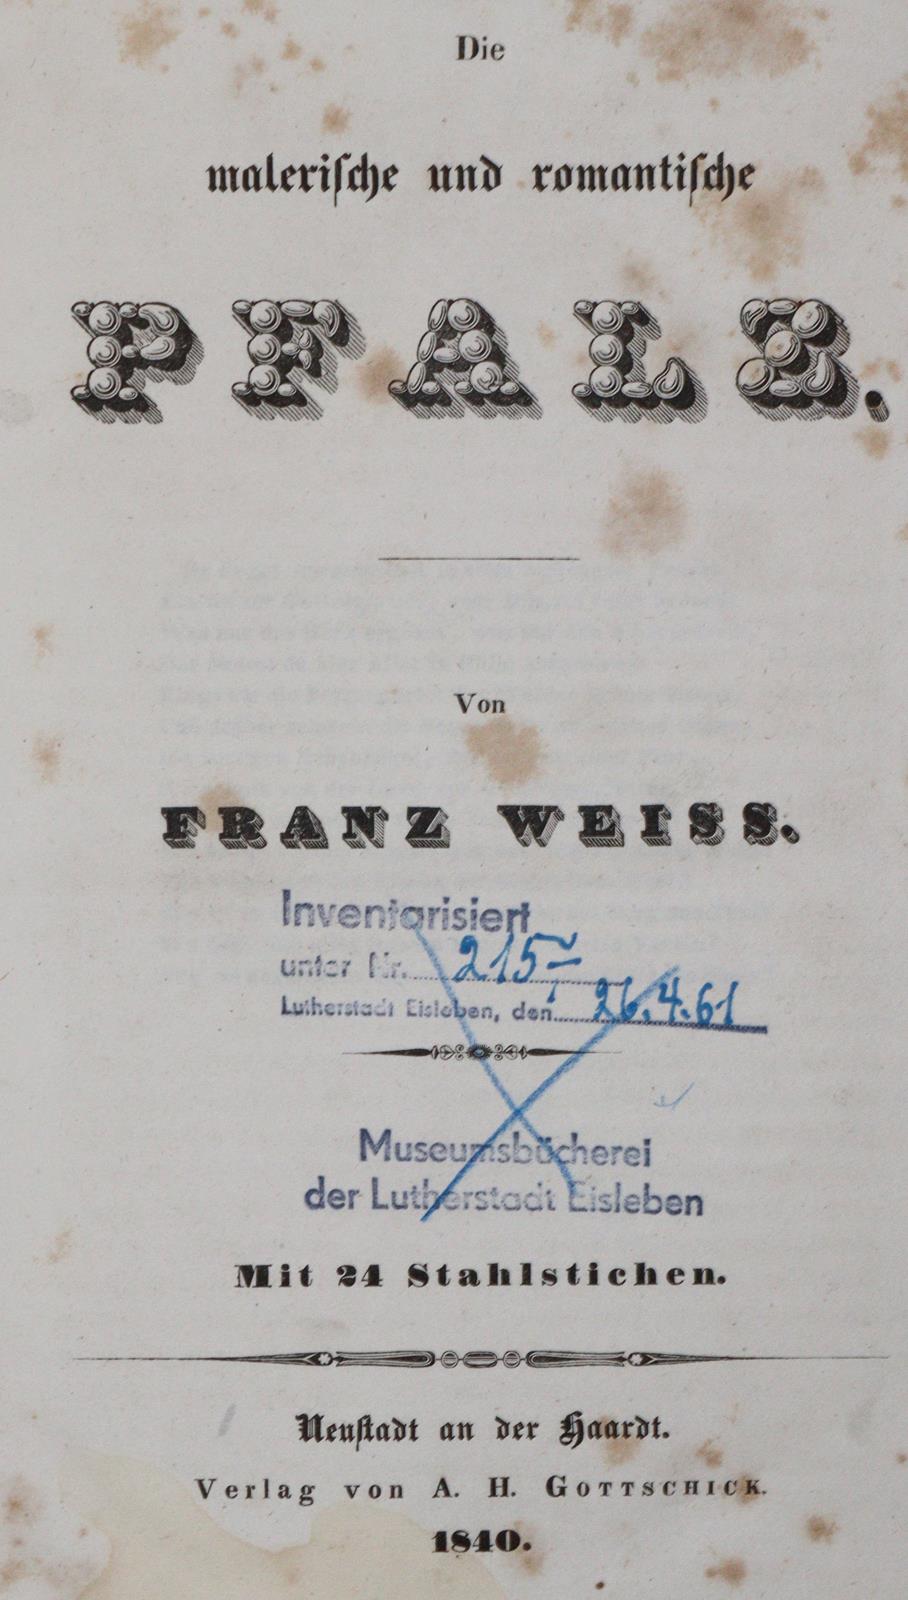 Die
maleriſche und romantiſche
PFALZ.
Von
FRANZ WEISS.
Inventarisiert
unter Nr. 215
Lutherstadt Eisleben, den 26.4.61
Museumsbücherei
der Lutherstadt Eisleben
Mit 24 Stahlstichen.
Neuſtadt an der Haardt.
Verlag von A. H. GOTTSCHICK.
1840.